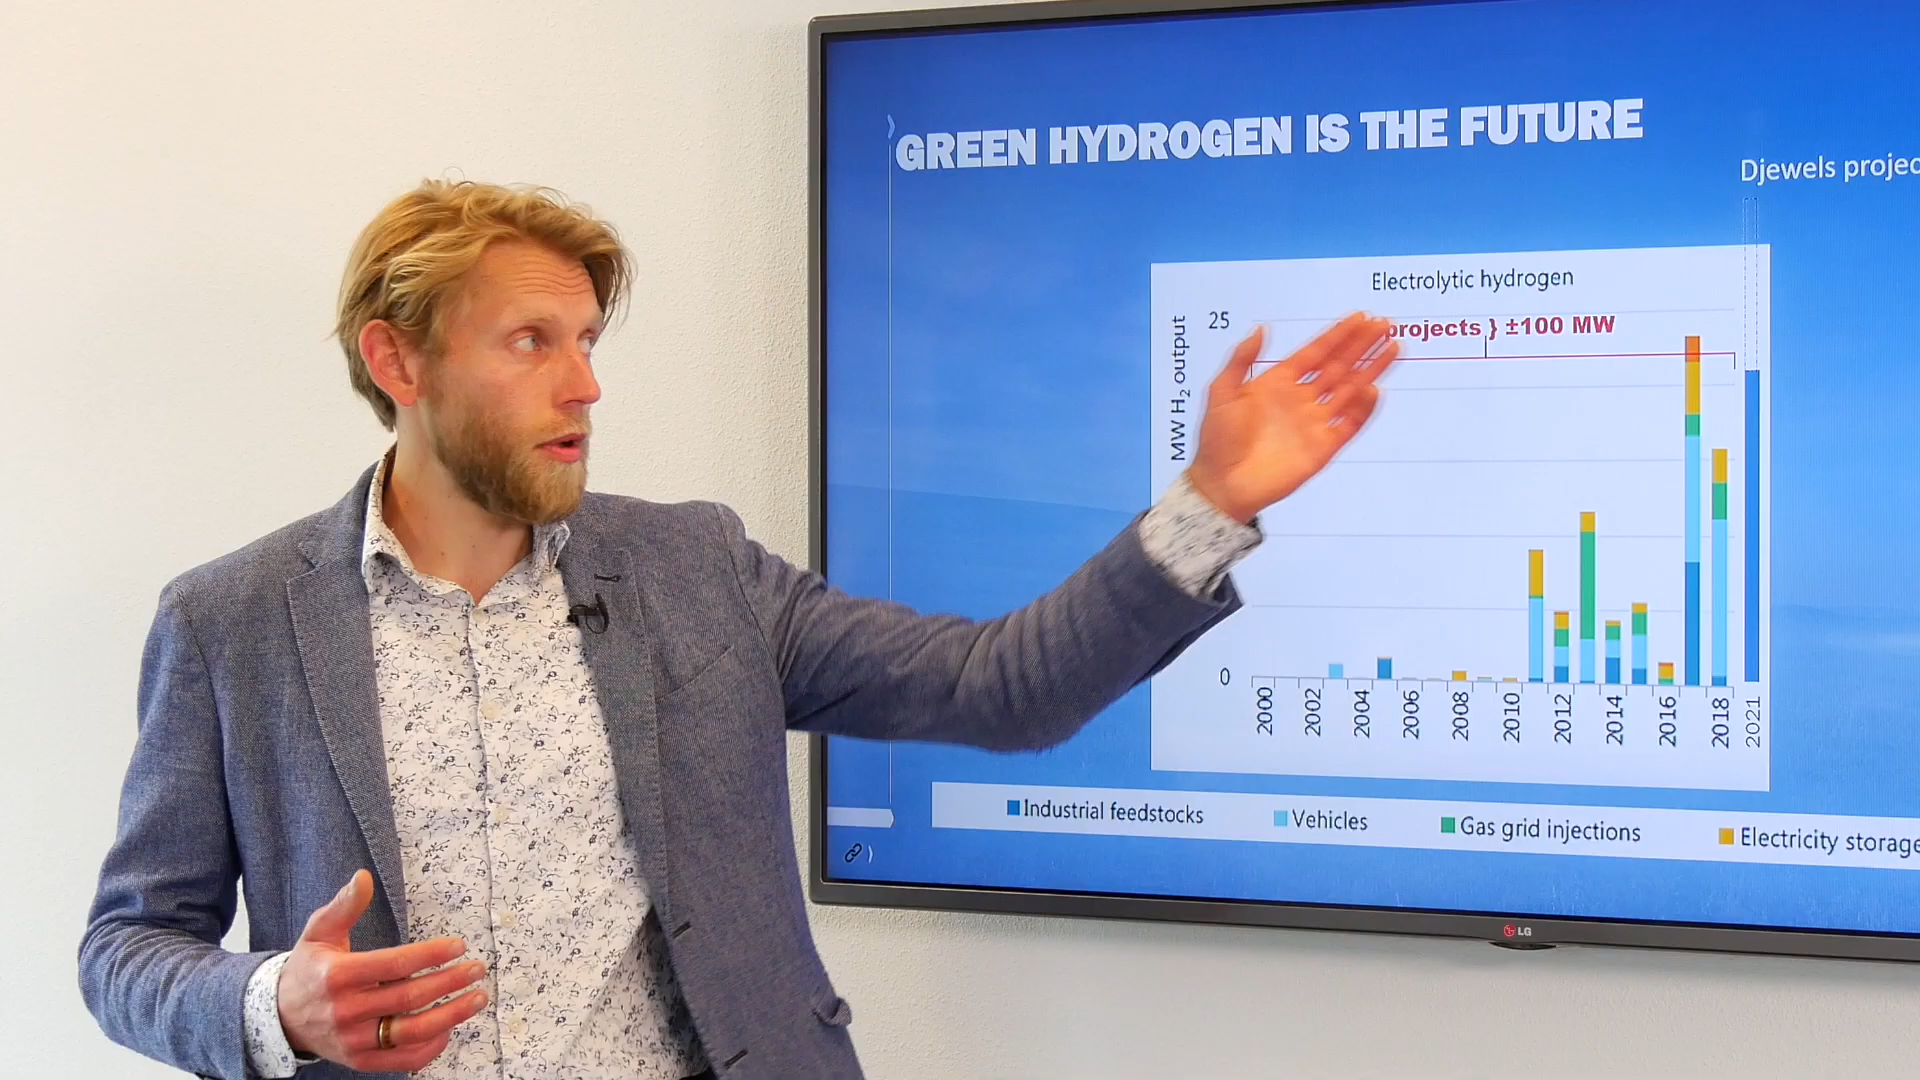 GREEN HYDROGEN IS THE FUTURE
Djewels projec
Electrolytic hydrogen
projects } ±100 MW
25
MW H₂ output
0
2000 2002 2004 2006 2008 2010 2012 2014 2016 2018 2021
Industrial feedstocks Vehicles Gas grid injections Electricity storage
LG